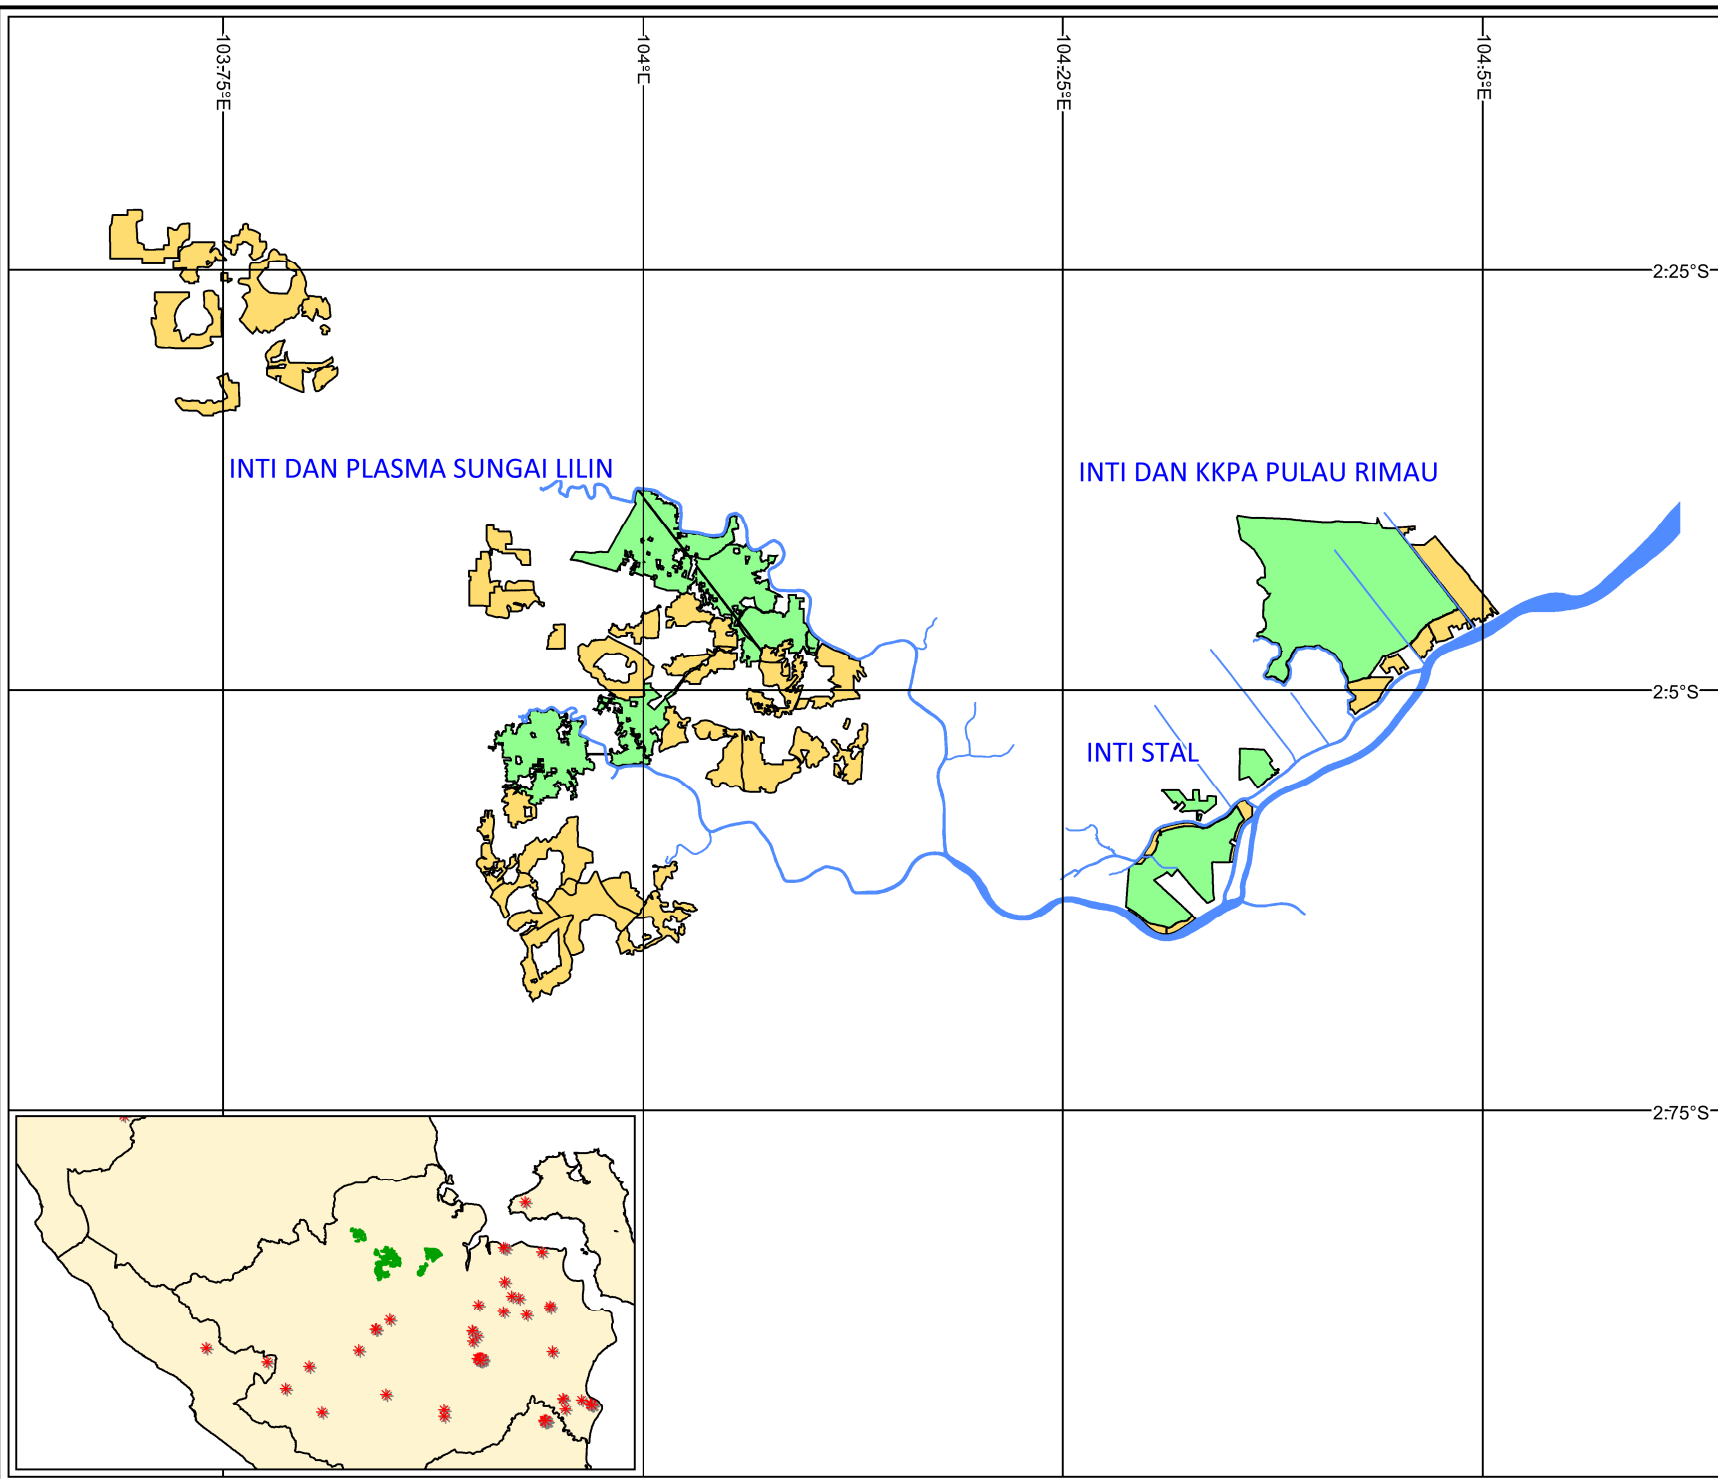 103.75°E
104°E
104.25°E
104.5°E
2.25°S
INTI DAN PLASMA SUNGAI LILIN
INTI DAN KKPA PULAU RIMAU
2.5°S
INTI STAL
2.75°S